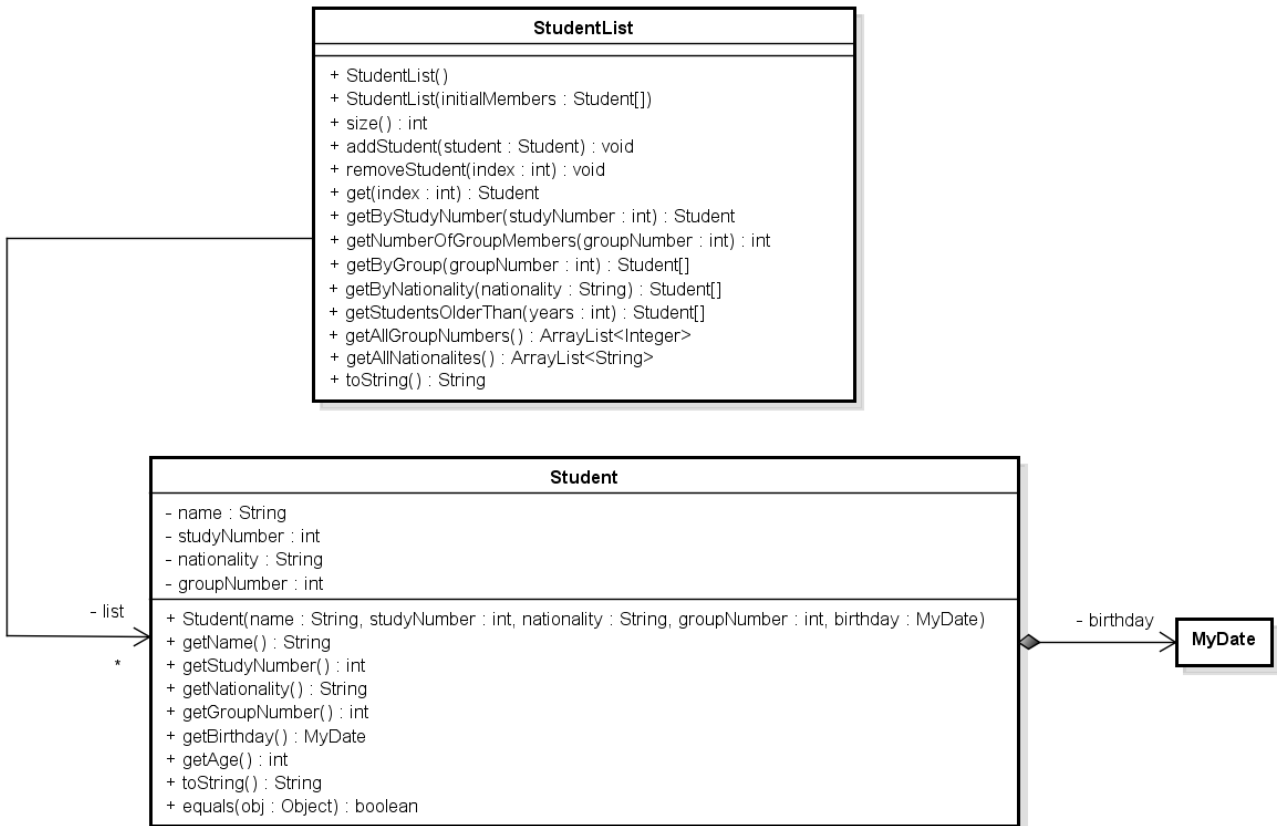 StudentList
+ StudentList()
+ StudentList(initialMembers : Student[])
+ size() : int
+ addStudent(student : Student) : void
+ removeStudent(index : int) : void
+ get(index : int) : Student
+ getByStudyNumber(studyNumber : int) : Student
+ getNumberOfGroupMembers(groupNumber : int) : int
+ getByGroup(groupNumber : int) : Student[]
+ getByNationality(nationality : String) : Student[]
+ getStudentsOlderThan(years : int) : Student[]
+ getAllGroupNumbers() : ArrayList<Integer>
+ getAllNationalites() : ArrayList<String>
+ toString() : String
Student
- name : String
- studyNumber : int
- nationality : String
- groupNumber : int
- list
*
+ Student(name : String, studyNumber : int, nationality : String, groupNumber : int, birthday : MyDate)
+ getName() : String
+ getStudyNumber() : int
+ getNationality() : String
+ getGroupNumber() : int
+ getBirthday() : MyDate
+ getAge() : int
+ toString() : String
+ equals(obj : Object) : boolean
- birthday
MyDate